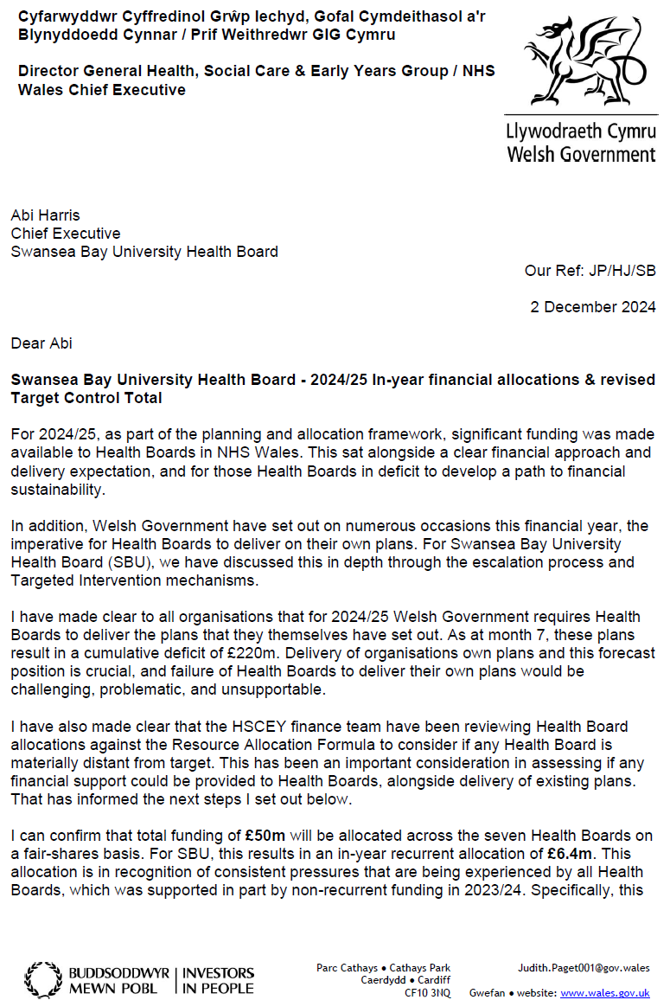 Cyfarwyddwr Cyffredinol Grŵp Iechyd, Gofal Cymdeithasol a'r
Blynyddoedd Cynnar / Prif Weithredwr GIG Cymru
Director General Health, Social Care & Early Years Group / NHS
Wales Chief Executive
Llywodraeth Cymru
Welsh Government
Abi Harris
Chief Executive
Swansea Bay University Health Board
Our Ref: JP/HJ/SB
2 December 2024
Dear Abi
Swansea Bay University Health Board - 2024/25 In-year financial allocations & revised
Target Control Total
For 2024/25, as part of the planning and allocation framework, significant funding was made
available to Health Boards in NHS Wales. This sat alongside a clear financial approach and
delivery expectation, and for those Health Boards in deficit to develop a path to financial
sustainability.
In addition, Welsh Government have set out on numerous occasions this financial year, the
imperative for Health Boards to deliver on their own plans. For Swansea Bay University
Health Board (SBU), we have discussed this in depth through the escalation process and
Targeted Intervention mechanisms.
I have made clear to all organisations that for 2024/25 Welsh Government requires Health
Boards to deliver the plans that they themselves have set out. As at month 7, these plans
result in a cumulative deficit of £220m. Delivery of organisations own plans and this forecast
position is crucial, and failure of Health Boards to deliver their own plans would be
challenging, problematic, and unsupportable.
I have also made clear that the HSCEY finance team have been reviewing Health Board
allocations against the Resource Allocation Formula to consider if any Health Board is
materially distant from target. This has been an important consideration in assessing if any
financial support could be provided to Health Boards, alongside delivery of existing plans.
That has informed the next steps I set out below.
I can confirm that total funding of £50m will be allocated across the seven Health Boards on
a fair-shares basis. For SBU, this results in an in-year recurrent allocation of £6.4m. This
allocation is in recognition of consistent pressures that are being experienced by all Health
Boards, which was supported in part by non-recurrent funding in 2023/24. Specifically, this
BUDDSODDWYR MEWN POBL | INVESTORS IN PEOPLE
Parc Cathays ● Cathays Park
Caerdydd ● Cardiff
CF10 3NQ
Judith.Paget001@gov.wales
Gwefan ● website: www.wales.gov.uk